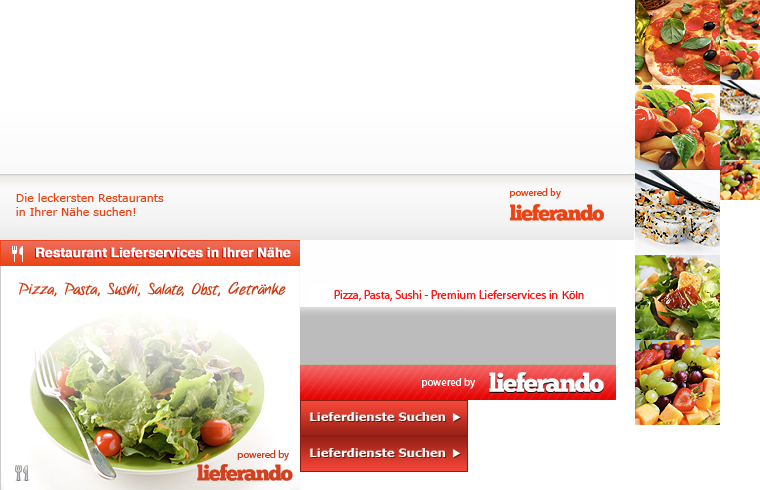 Die leckersten Restaurants
in Ihrer Nähe suchen!
powered by
lieferando
Restaurant Lieferservices in Ihrer Nähe
Pizza, Pasta, Sushi, Salate, Obst, Getränke
powered by
lieferando
Pizza, Pasta, Sushi - Premium Lieferservices in Köln
powered by
lieferando
Lieferdienste Suchen
Lieferdienste Suchen